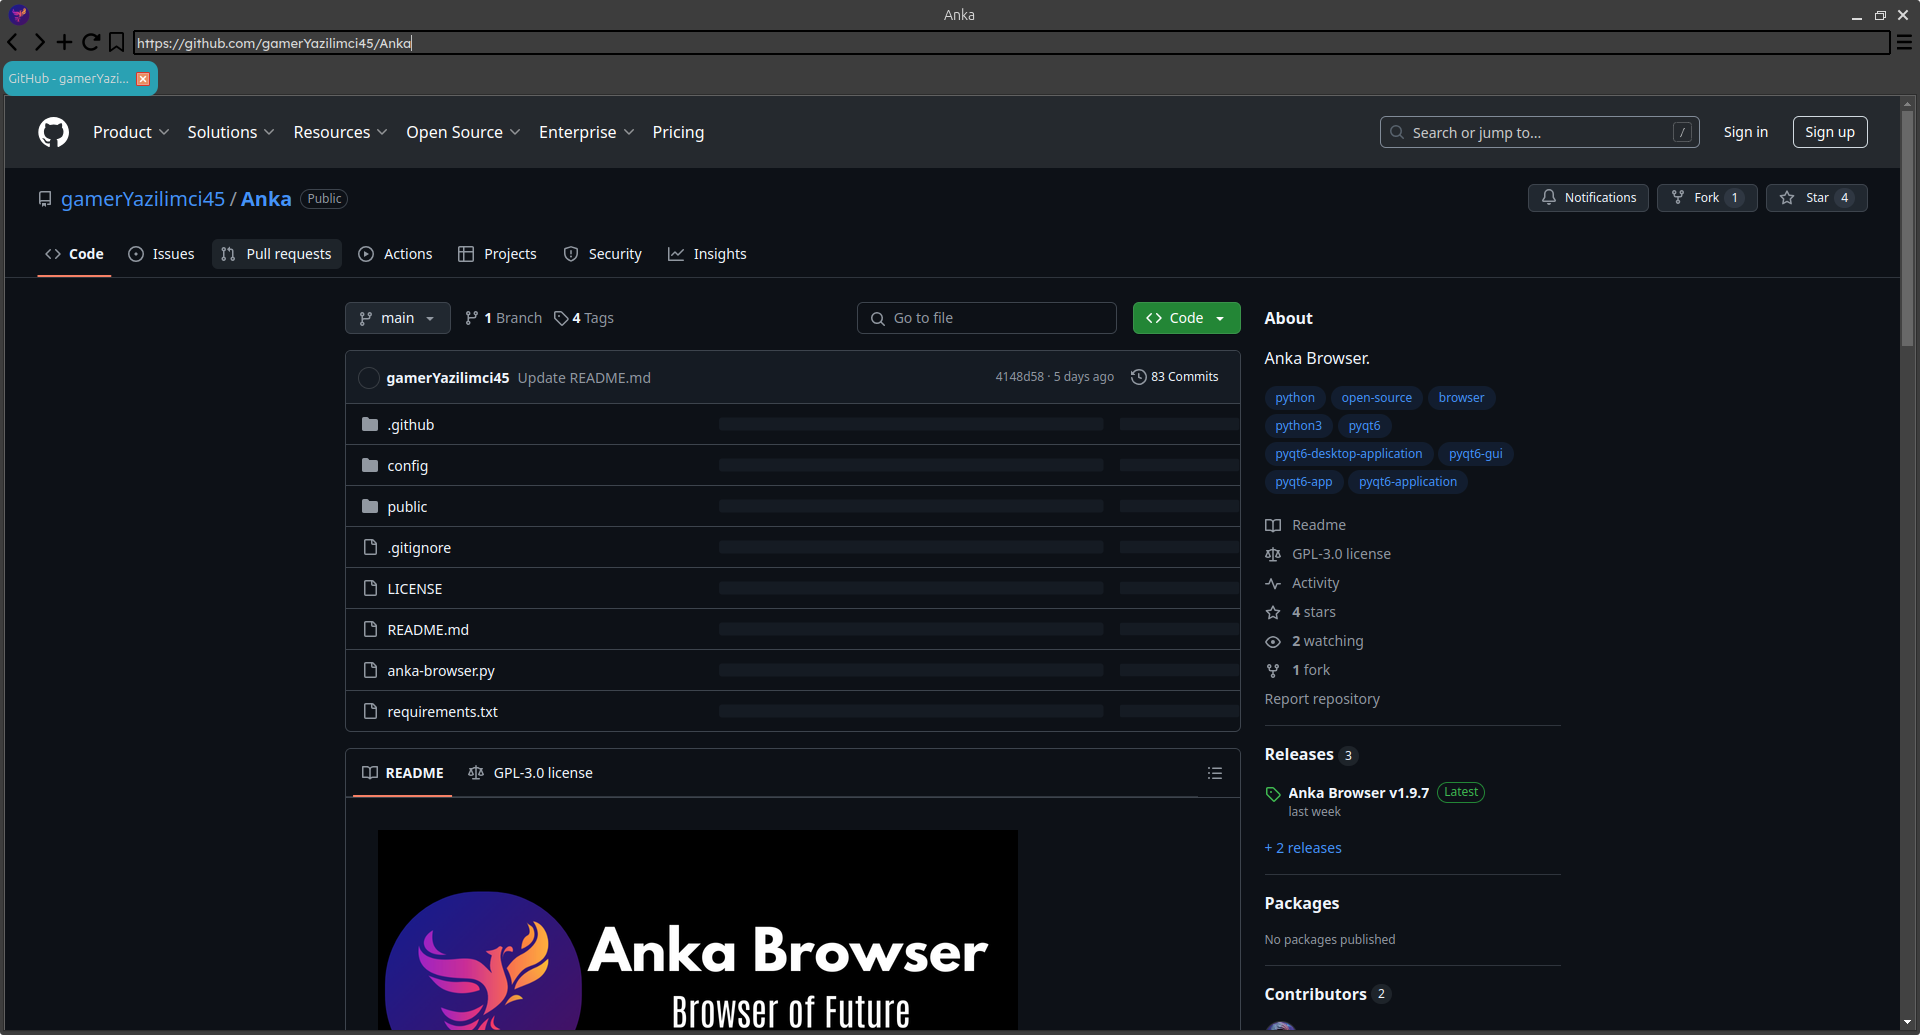 Anka
https://github.com/gamerYazilimci45/Anka
GitHub - gamerYazi...
Product Solutions Resources Open Source Enterprise Pricing Search or jump to... / Sign in Sign up
gamerYazilimci45 / Anka Public Notifications Fork 1 Star 4
Code Issues Pull requests Actions Projects Security Insights
main 1 Branch 4 Tags Go to file Code
gamerYazilimci45 Update README.md 4148d58 · 5 days ago 83 Commits
.github
config
public
.gitignore
LICENSE
README.md
anka-browser.py
requirements.txt
README GPL-3.0 license
Anka Browser
Browser of Future
About
Anka Browser.
python open-source browser
python3 pyqt6
pyqt6-desktop-application pyqt6-gui
pyqt6-app pyqt6-application
Readme
GPL-3.0 license
Activity
4 stars
2 watching
1 fork
Report repository
Releases 3
Anka Browser v1.9.7 Latest
last week
+ 2 releases
Packages
No packages published
Contributors 2